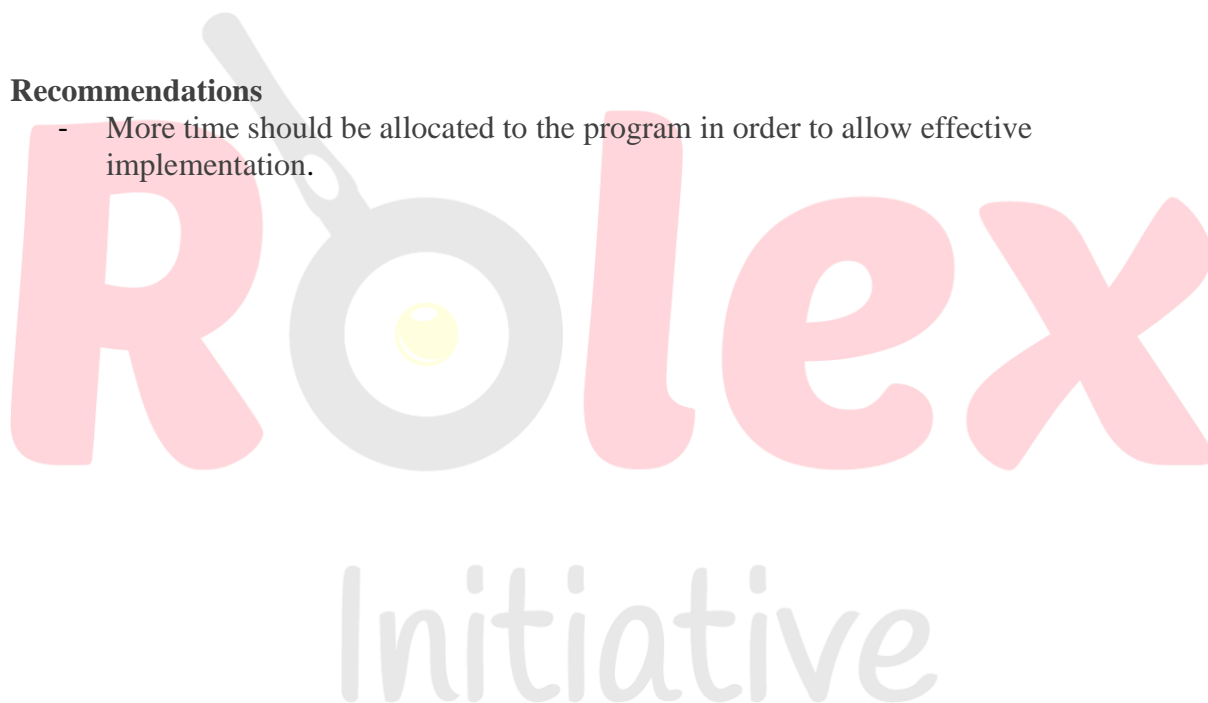 Recommendations
- More time should be allocated to the program in order to allow effective
implementation.
Rolex
Initiative